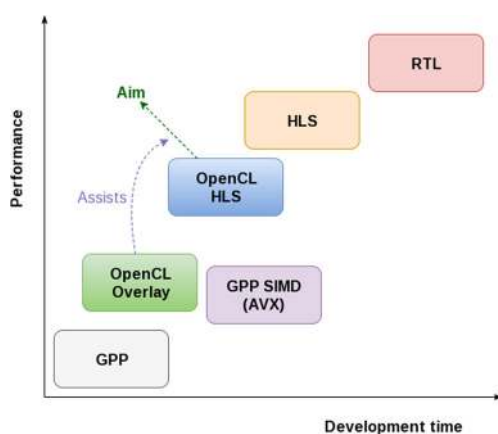 RTL
Aim
HLS
Performance
OpenCL
HLS
Assists
OpenCL
Overlay
GPP SIMD
(AVX)
GPP
Development time